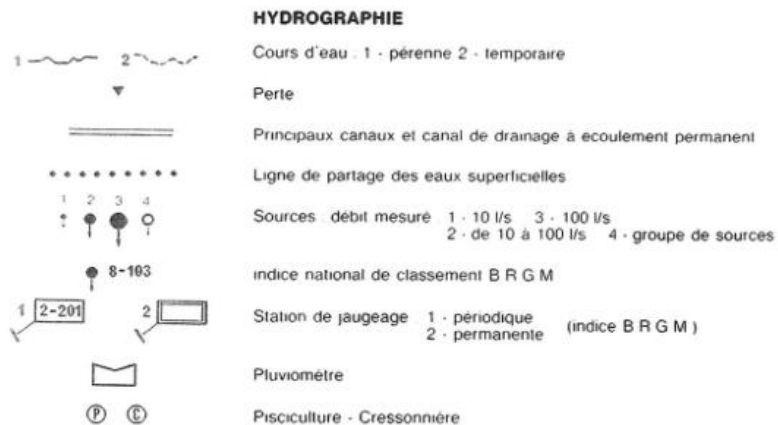 HYDROGRAPHIE
1 2 Cours d'eau : 1 - pérenne 2 - temporaire
Perte
Principaux canaux et canal de drainage à ecoulement permanent
Ligne de partage des eaux superficielles
1 2 3 4
Sources débit mesuré 1 - 10 l/s 3 - 100 l/s
2 - de 10 à 100 l/s 4 - groupe de sources
8-103 indice national de classement B R G M
1 2-201 2 Station de jaugeage 1 - périodique
2 - permanente (indice B R G M )
Pluviomètre
P C Pisciculture - Cressonnière